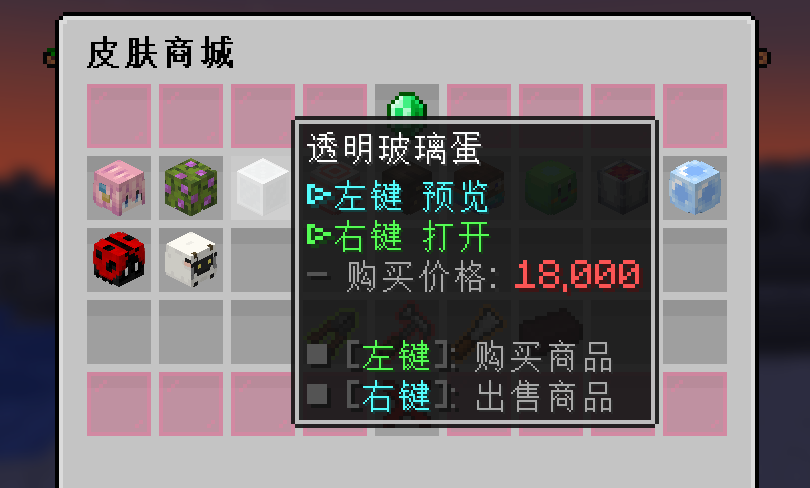 皮肤商城
透明玻璃蛋
左键 预览
右键 打开
— 购买价格: 18,000
[左键]: 购买商品
[右键]: 出售商品